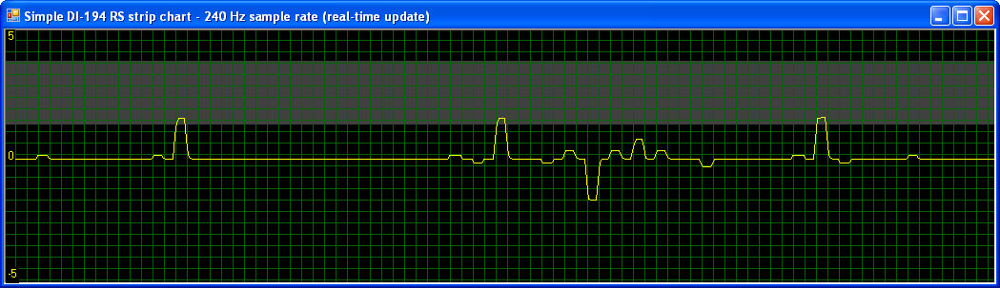 Simple DI-194 RS strip chart - 240 Hz sample rate (real-time update)
5
0
-5